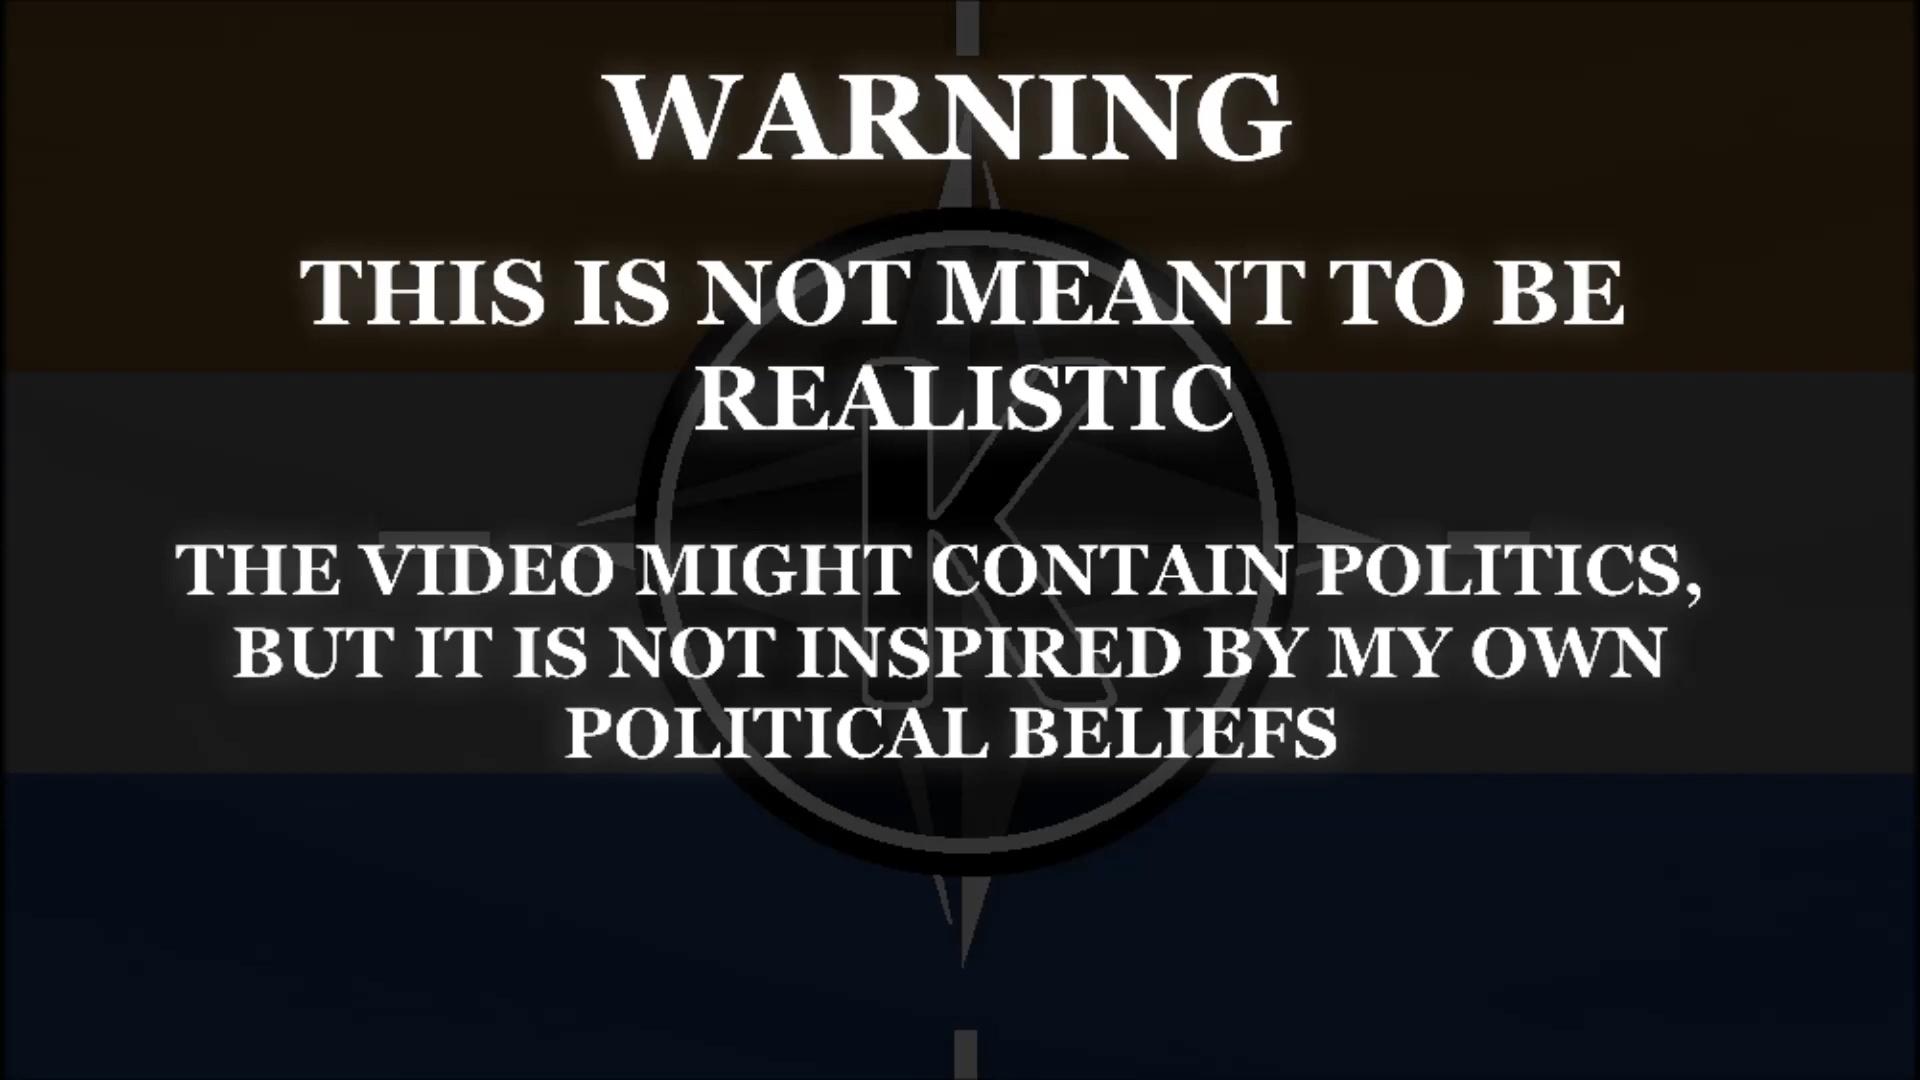 WARNING
THIS IS NOT MEANT TO BE
REALISTIC
K
THE VIDEO MIGHT CONTAIN POLITICS,
BUT IT IS NOT INSPIRED BY MY OWN
POLITICAL BELIEFS